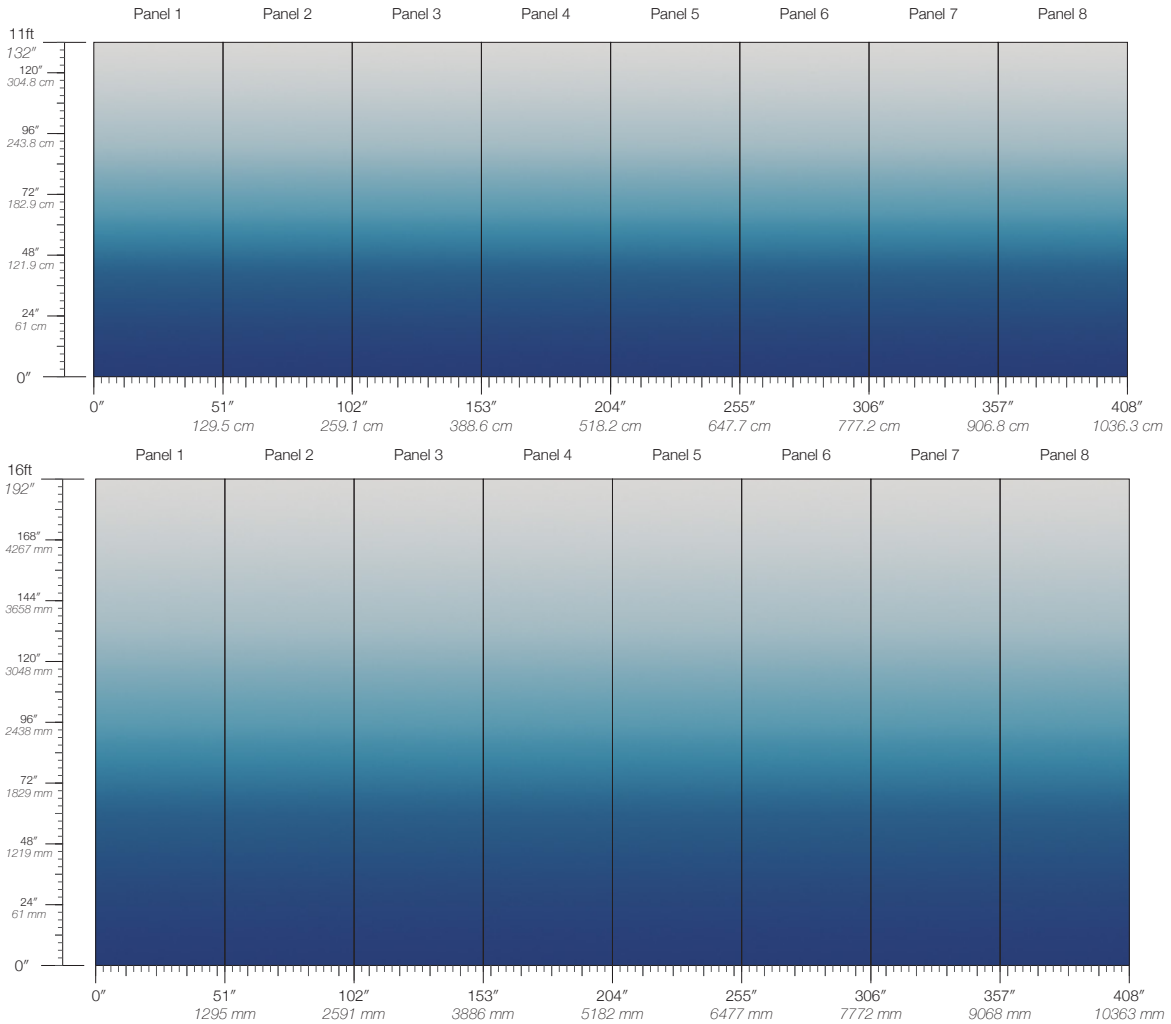 Panel 1 Panel 2 Panel 3 Panel 4 Panel 5 Panel 6 Panel 7 Panel 8
11ft
132″
120″
304.8 cm
96″
243.8 cm
72″
182.9 cm
48″
121.9 cm
24″
61 cm
0″
0″ 51″ 102″ 153″ 204″ 255″ 306″ 357″ 408″
129.5 cm 259.1 cm 388.6 cm 518.2 cm 647.7 cm 777.2 cm 906.8 cm 1036.3 cm
Panel 1 Panel 2 Panel 3 Panel 4 Panel 5 Panel 6 Panel 7 Panel 8
16ft
192″
168″
4267 mm
144″
3658 mm
120″
3048 mm
96″
2438 mm
72″
1829 mm
48″
1219 mm
24″
61 mm
0″
0″ 51″ 102″ 153″ 204″ 255″ 306″ 357″ 408″
1295 mm 2591 mm 3886 mm 5182 mm 6477 mm 7772 mm 9068 mm 10363 mm